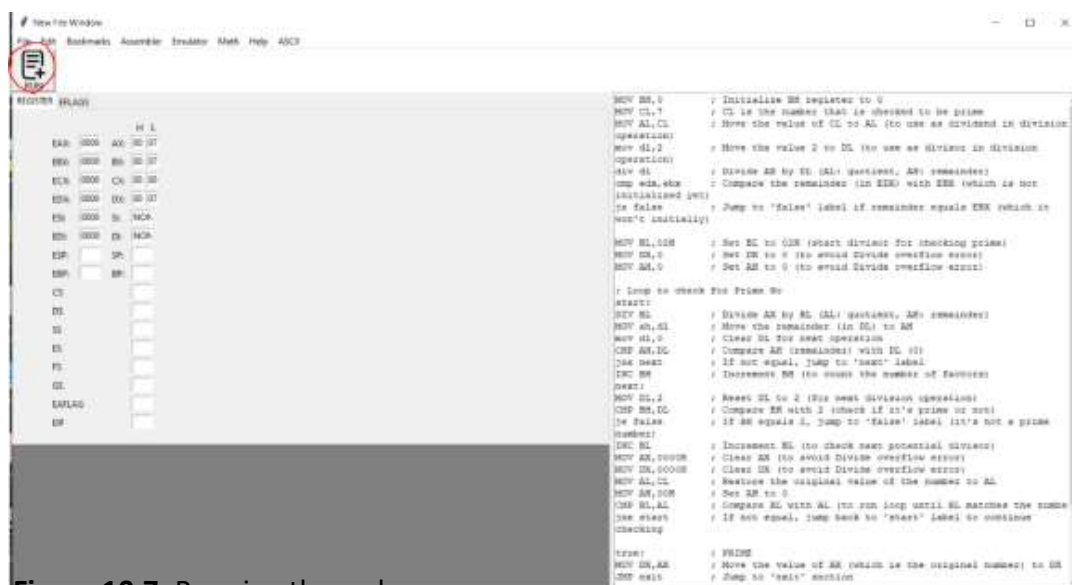 New File Window
File Edit Bookmarks Assembler Emulator Math Help ASCII
REGISTER EFLAGS
H L
EAX: 0000 AX: 00 07
EBX: 0000 BX: 00 07
ECX: 0000 CX: 00 00
EDX: 0000 DX: 00 07
ESI: 0000 SI:
EDI: 0000 DI:
ESP: SP:
EBP: BP:
CS:
DS:
SS:
ES:
FS:
GS:
EAFLAG
EIP
MOV BH,0 ; Initialize BH register to 0
MOV CL,7 ; CL is the number that is checked to be prime
MOV AL,CL ; Move the value of CL to AL (to use as dividend in division
operation)
mov dl,2 ; Move the value 2 to DL (to use as divisor in division
operation)
div dl ; Divide AX by DL (AL: quotient, AH: remainder)
cmp edx,ebx ; Compare the remainder (in EDX) with EBX (which is not
initialized yet)
je false ; Jump to 'false' label if remainder equals EBX (which it
won't initially)
MOV BL,02H ; Set BL to 02H (start divisor for checking prime)
MOV DX,0 ; Set DX to 0 (to avoid Divide overflow error)
MOV AH,0 ; Set AH to 0 (to avoid Divide overflow error)
; Loop to check For Prime No
start:
DIV BL ; Divide AX by BL (AL: quotient, AH: remainder)
MOV ah,dl ; Move the remainder (in DL) to AH
mov dl,0 ; Clear DL for next operation
CMP AH,DL ; Compare AH (remainder) with DL (0)
jne next ; If not equal, jump to 'next' label
INC BH ; Increment BH (to count the number of factors)
next:
MOV DL,2 ; Reset DL to 2 (for next division operation)
CMP BH,DL ; Compare BH with 2 (check if it's prime or not)
je false ; If BH equals 2, jump to 'false' label (it's not a prime
number)
INC BL ; Increment BL (to check next potential divisor)
MOV AX,0000H ; Clear AX (to avoid Divide overflow error)
MOV DX,0000H ; Clear DX (to avoid Divide overflow error)
MOV AL,CL ; Restore the original value of the number to AL
MOV AH,00H ; Set AH to 0
CMP BL,AL ; Compare BL with AL (to run loop until BL matches the numbe
jne start ; If not equal, jump back to 'start' label to continue
checking
true: ; PRIME
MOV DX,AX ; Move the value of AX (which is the original number) to DX
JMP exit ; Jump to 'exit' section